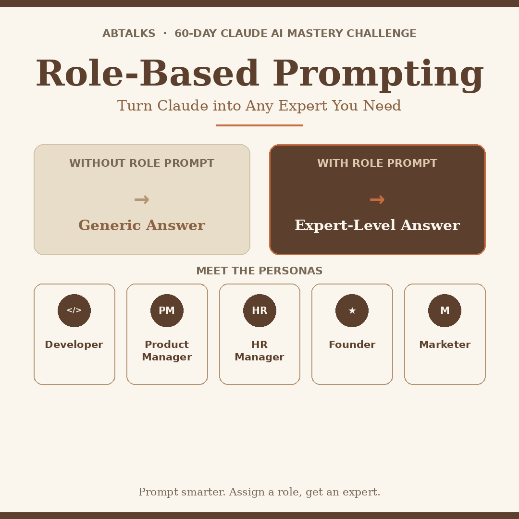 ABTALKS · 60-DAY CLAUDE AI MASTERY CHALLENGE
Role-Based Prompting
Turn Claude into Any Expert You Need
WITHOUT ROLE PROMPT
→
Generic Answer
WITH ROLE PROMPT
→
Expert-Level Answer
MEET THE PERSONAS
</>
Developer
PM
Product
Manager
HR
HR
Manager
★
Founder
M
Marketer
Prompt smarter. Assign a role, get an expert.